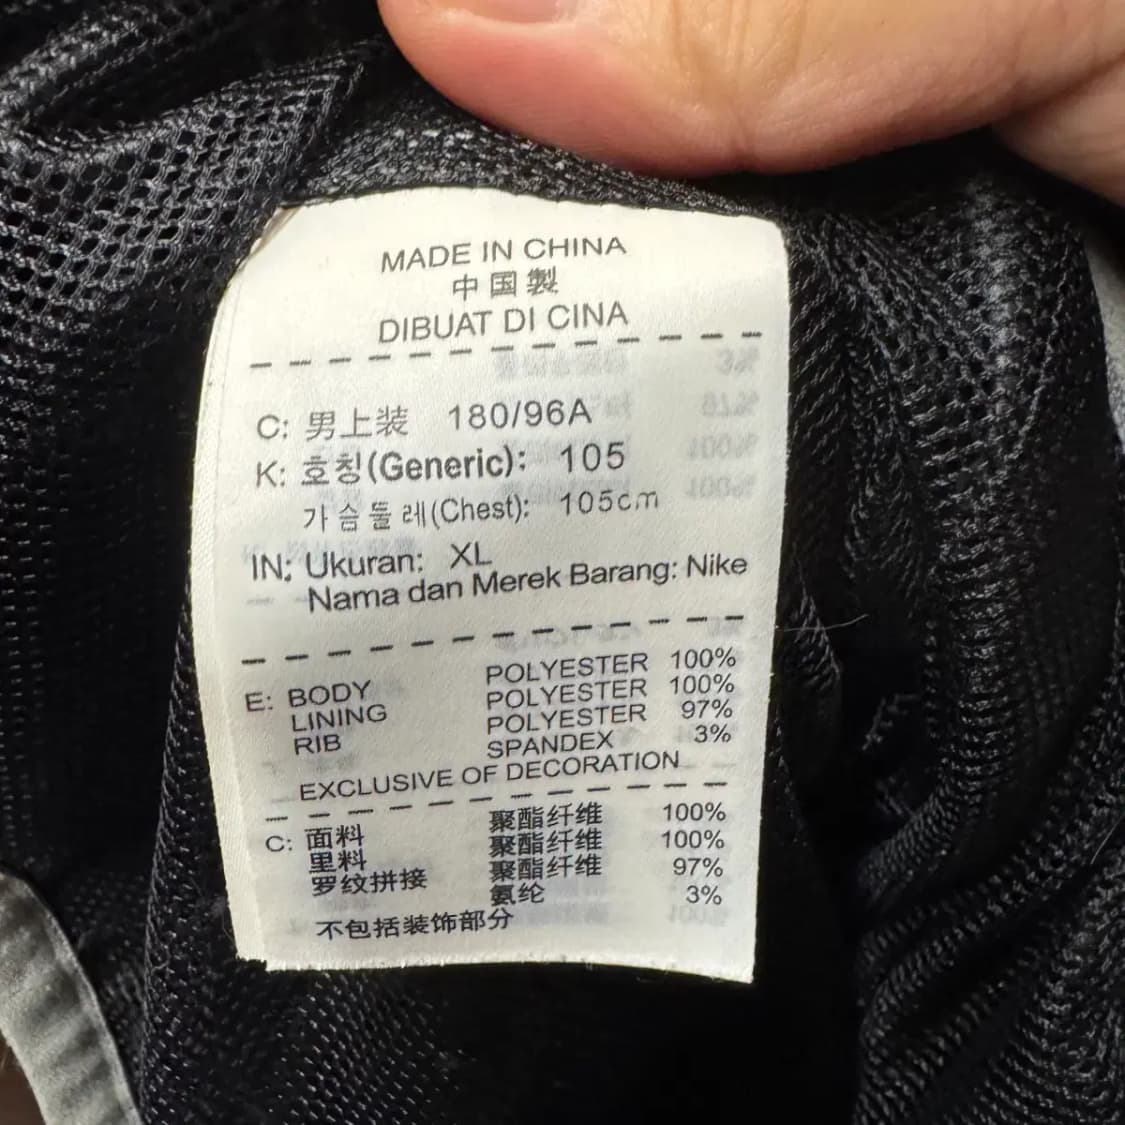 MADE IN CHINA
中国製
DIBUAT DI CINA
C: 男上装 180/96A
K: 호칭(Generic): 105
가슴둘레(Chest): 105cm
IN: Ukuran: XL
Nama dan Merek Barang: Nike
E: BODY POLYESTER 100%
LINING POLYESTER 100%
RIB POLYESTER 97%
SPANDEX 3%
EXCLUSIVE OF DECORATION
C: 面料 聚酯纤维 100%
里料 聚酯纤维 100%
罗纹拼接 聚酯纤维 97%
氨纶 3%
不包括装饰部分